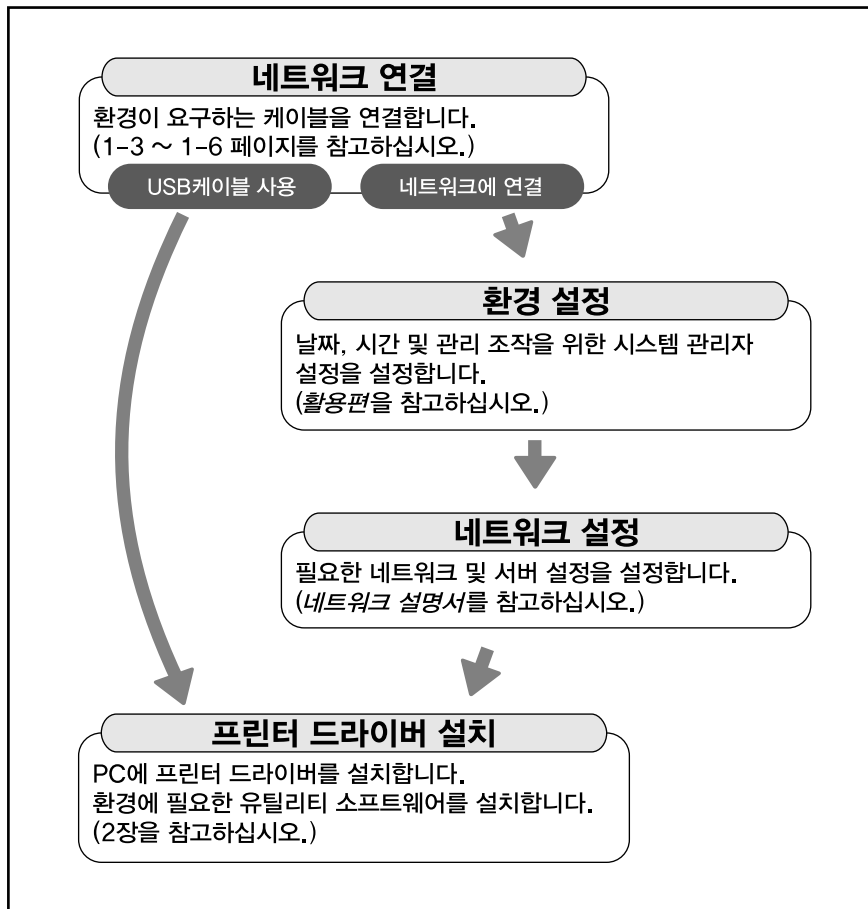 네트워크 연결
환경이 요구하는 케이블을 연결합니다.
(1-3 ~ 1-6 페이지를 참고하십시오.)
USB케이블 사용
네트워크에 연결
환경 설정
날짜, 시간 및 관리 조작을 위한 시스템 관리자
설정을 설정합니다.
(활용편을 참고하십시오.)
네트워크 설정
필요한 네트워크 및 서버 설정을 설정합니다.
(네트워크 설명서를 참고하십시오.)
프린터 드라이버 설치
PC에 프린터 드라이버를 설치합니다.
환경에 필요한 유틸리티 소프트웨어를 설치합니다.
(2장을 참고하십시오.)